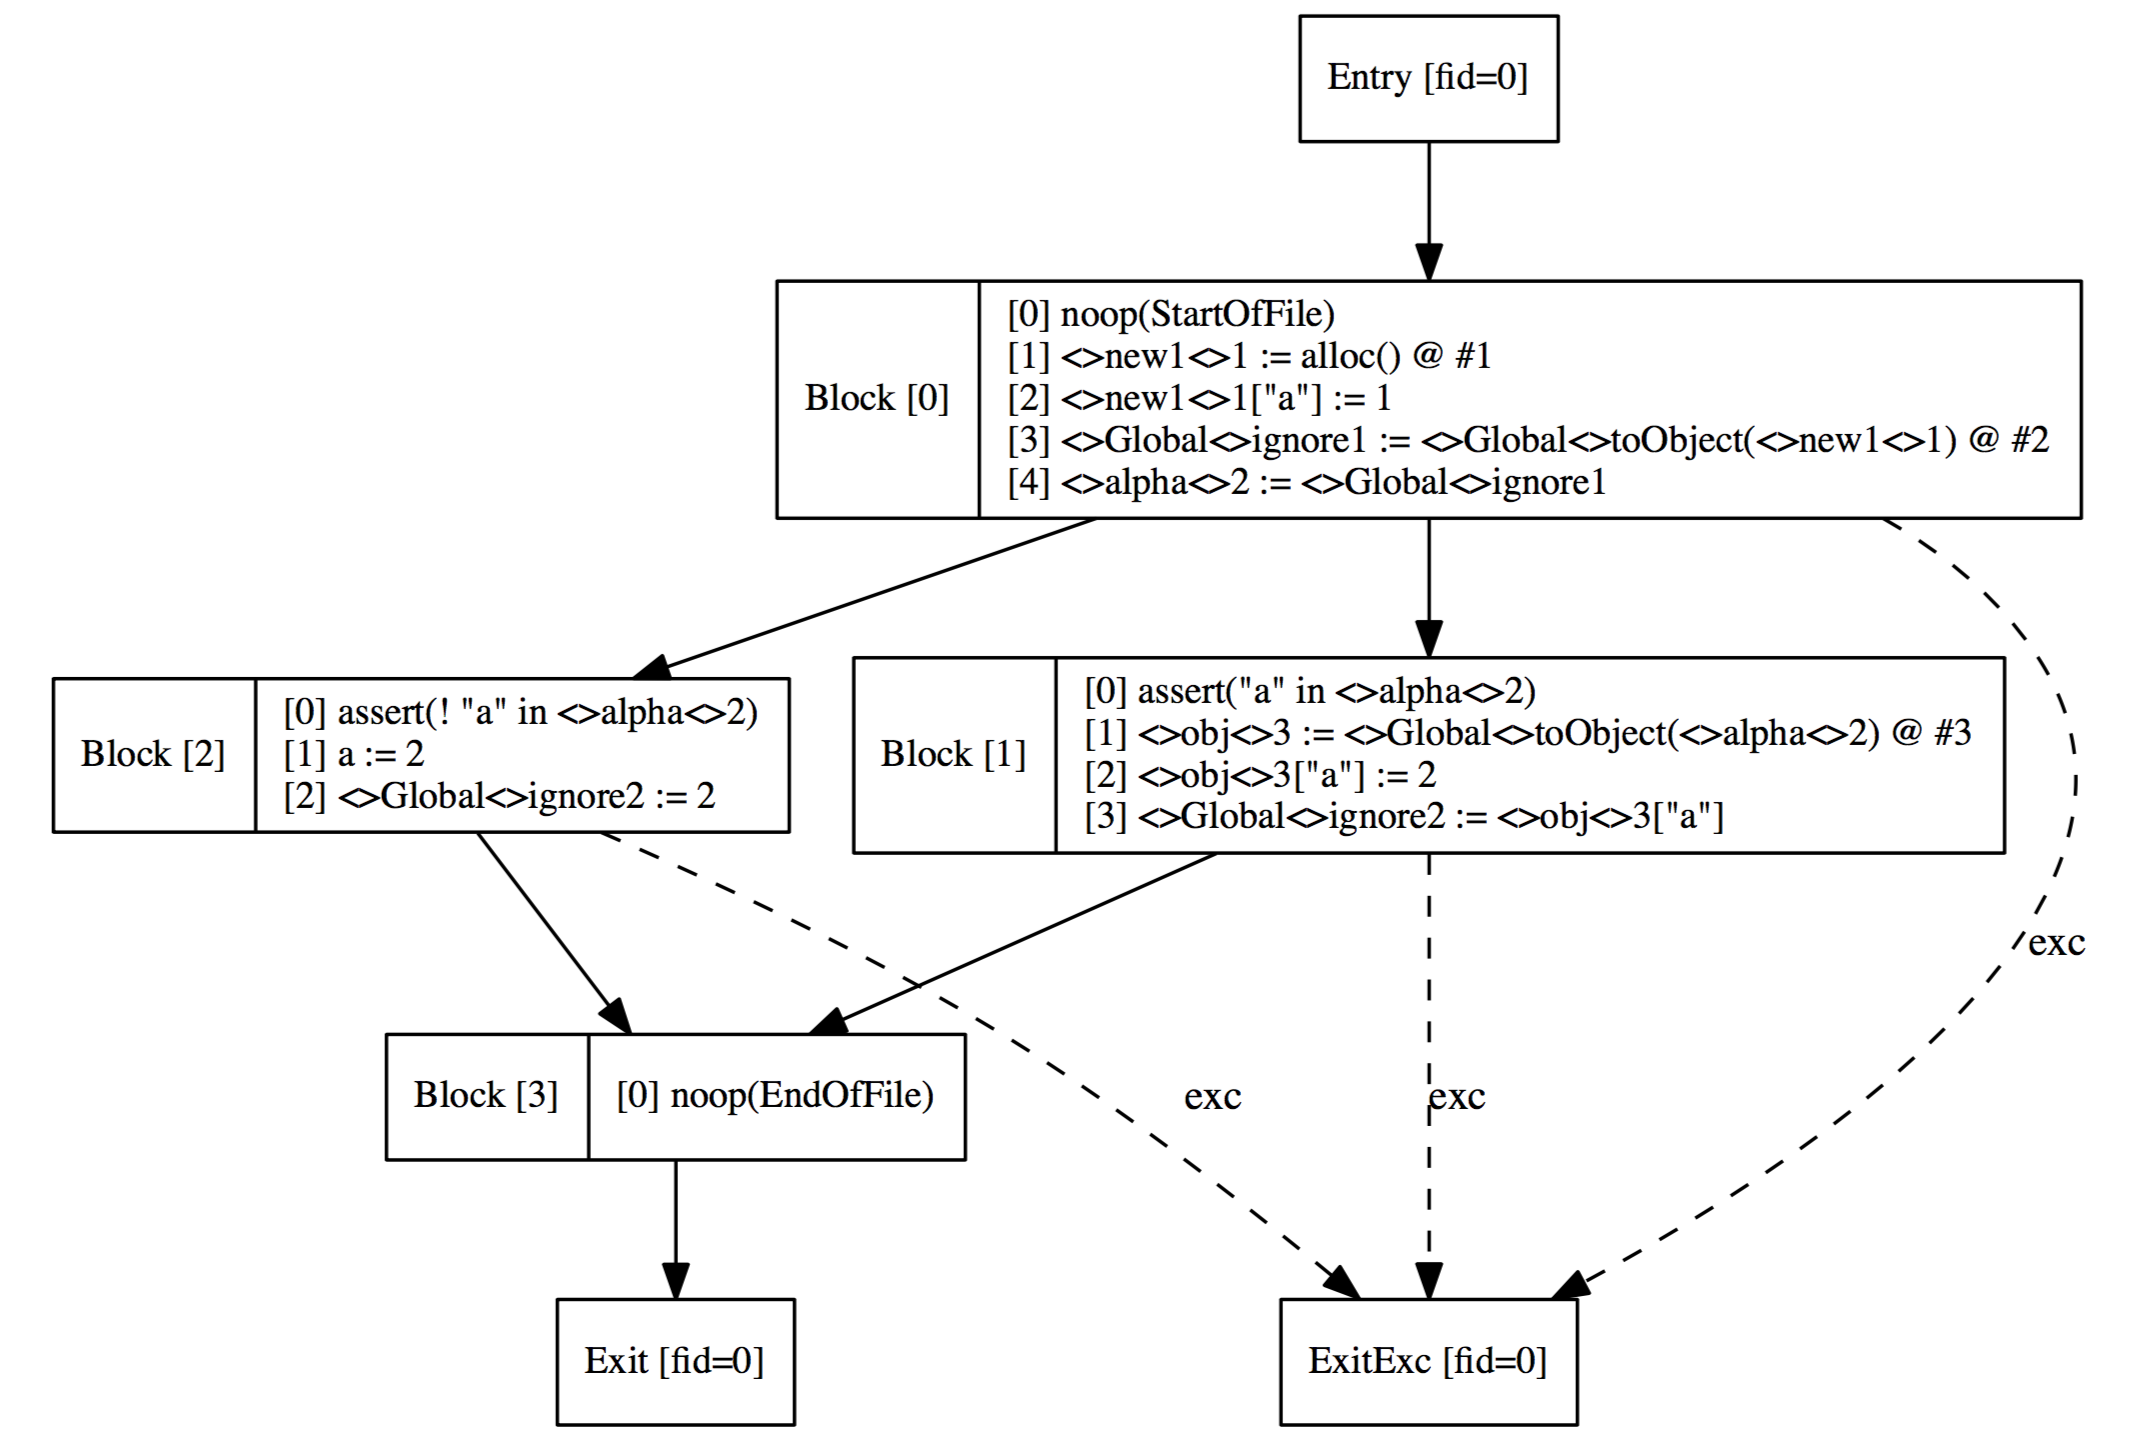 Entry [fid=0]
Block [0]
[0] noop(StartOfFile)
[1] <>new1<>1 := alloc() @ #1
[2] <>new1<>1["a"] := 1
[3] <>Global<>ignore1 := <>Global<>toObject(<>new1<>1) @ #2
[4] <>alpha<>2 := <>Global<>ignore1
Block [2]
[0] assert(! "a" in <>alpha<>2)
[1] a := 2
[2] <>Global<>ignore2 := 2
Block [1]
[0] assert("a" in <>alpha<>2)
[1] <>obj<>3 := <>Global<>toObject(<>alpha<>2) @ #3
[2] <>obj<>3["a"] := 2
[3] <>Global<>ignore2 := <>obj<>3["a"]
exc
Block [3]
[0] noop(EndOfFile)
exc
exc
Exit [fid=0]
ExitExc [fid=0]